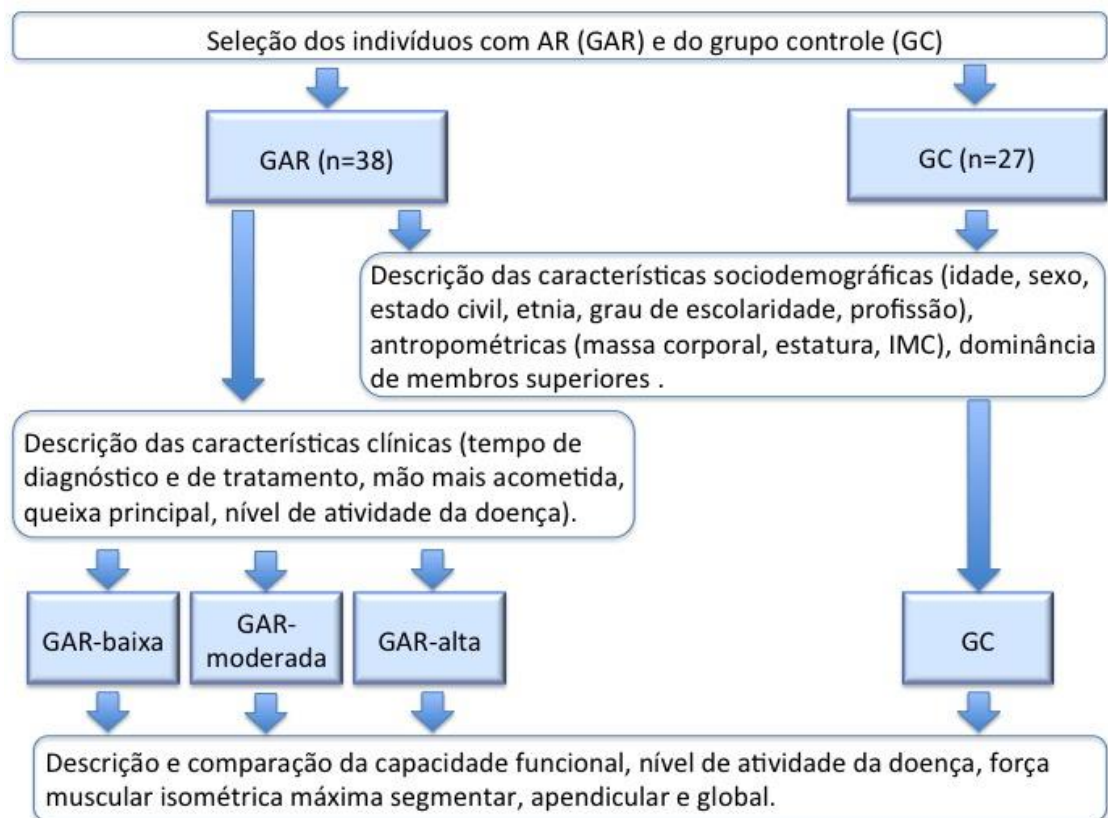 Seleção dos indivíduos com AR (GAR) e do grupo controle (GC)
GAR (n=38)
GC (n=27)
Descrição das características sociodemográficas (idade, sexo,
estado civil, etnia, grau de escolaridade, profissão),
antropométricas (massa corporal, estatura, IMC), dominância
de membros superiores .
Descrição das características clínicas (tempo de
diagnóstico e de tratamento, mão mais acometida,
queixa principal, nível de atividade da doença).
GAR-baixa
GAR-
moderada
GAR-alta
GC
Descrição e comparação da capacidade funcional, nível de atividade da doença, força
muscular isométrica máxima segmentar, apendicular e global.